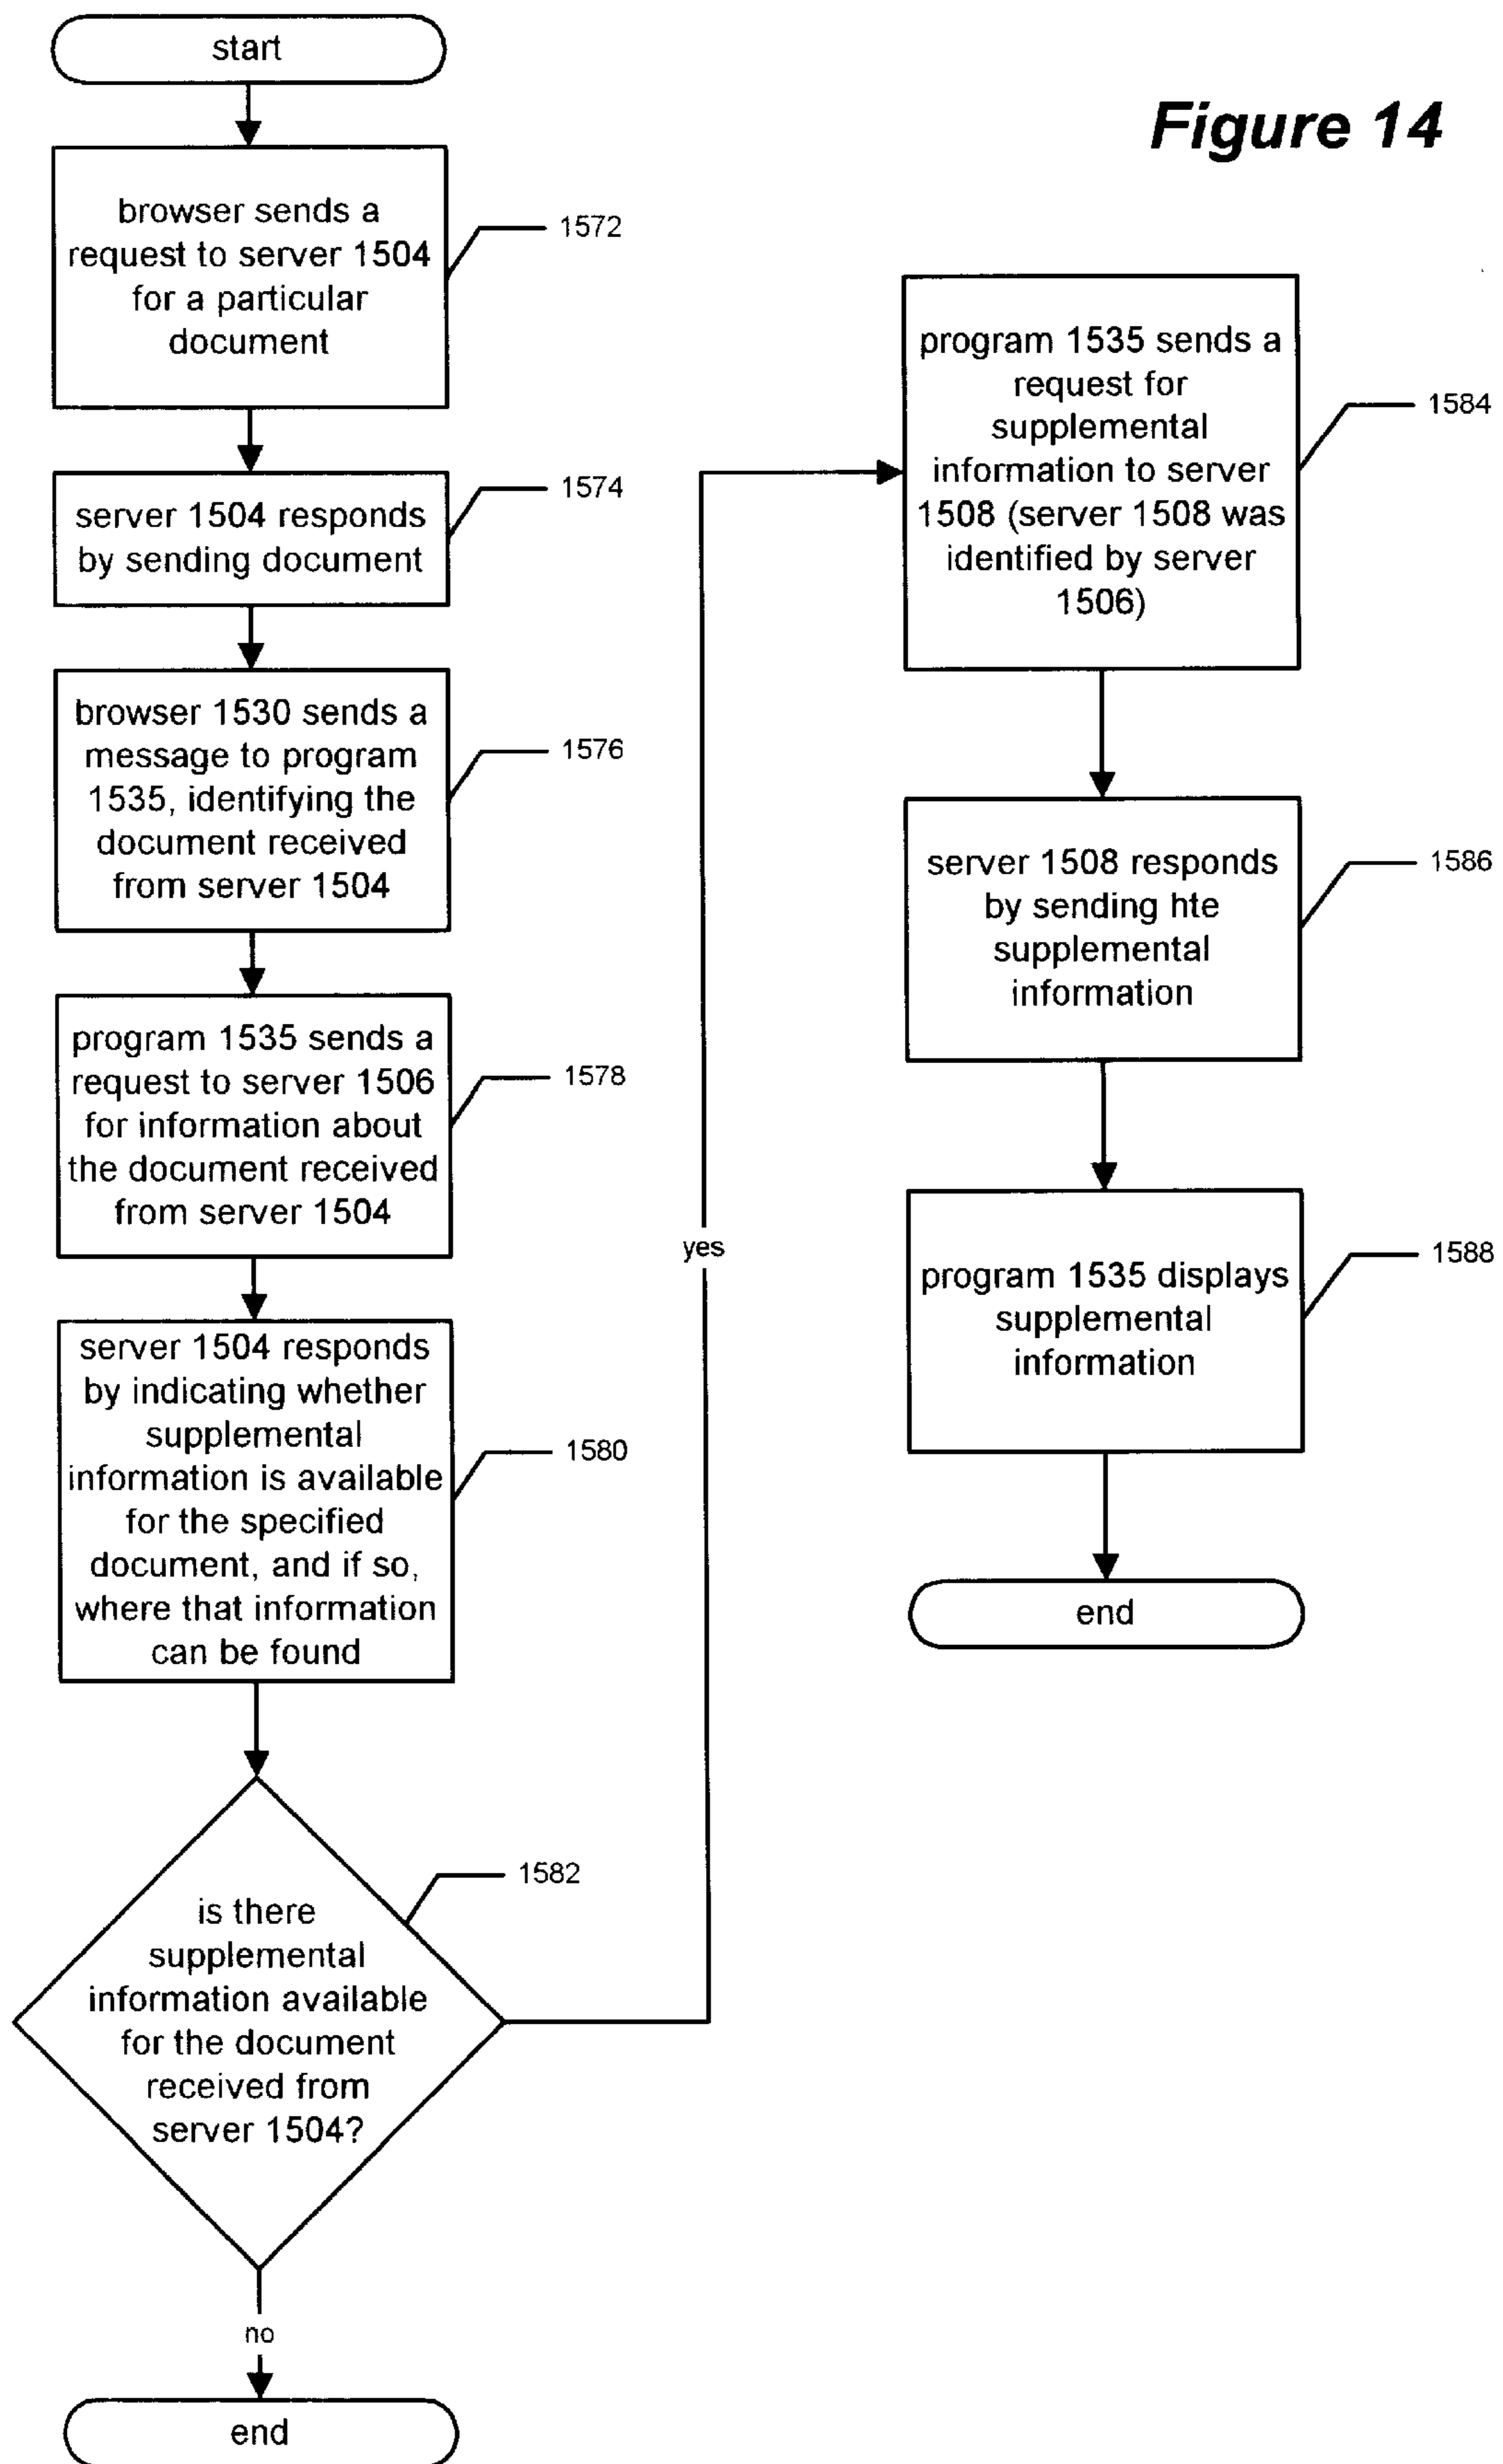 Figure 14
start
browser sends a
request to server 1504
for a particular
document
1572
server 1504 responds
by sending document
1574
browser 1530 sends a
message to program
1535, identifying the
document received
from server 1504
1576
program 1535 sends a
request to server 1506
for information about
the document received
from server 1504
1578
server 1504 responds
by indicating whether
supplemental
information is available
for the specified
document, and if so,
where that information
can be found
1580
is there
supplemental
information available
for the document
received from
server 1504?
1582
no
end
yes
program 1535 sends a
request for
supplemental
information to server
1508 (server 1508 was
identified by server
1506)
1584
server 1508 responds
by sending hte
supplemental
information
1586
program 1535 displays
supplemental
information
1588
end